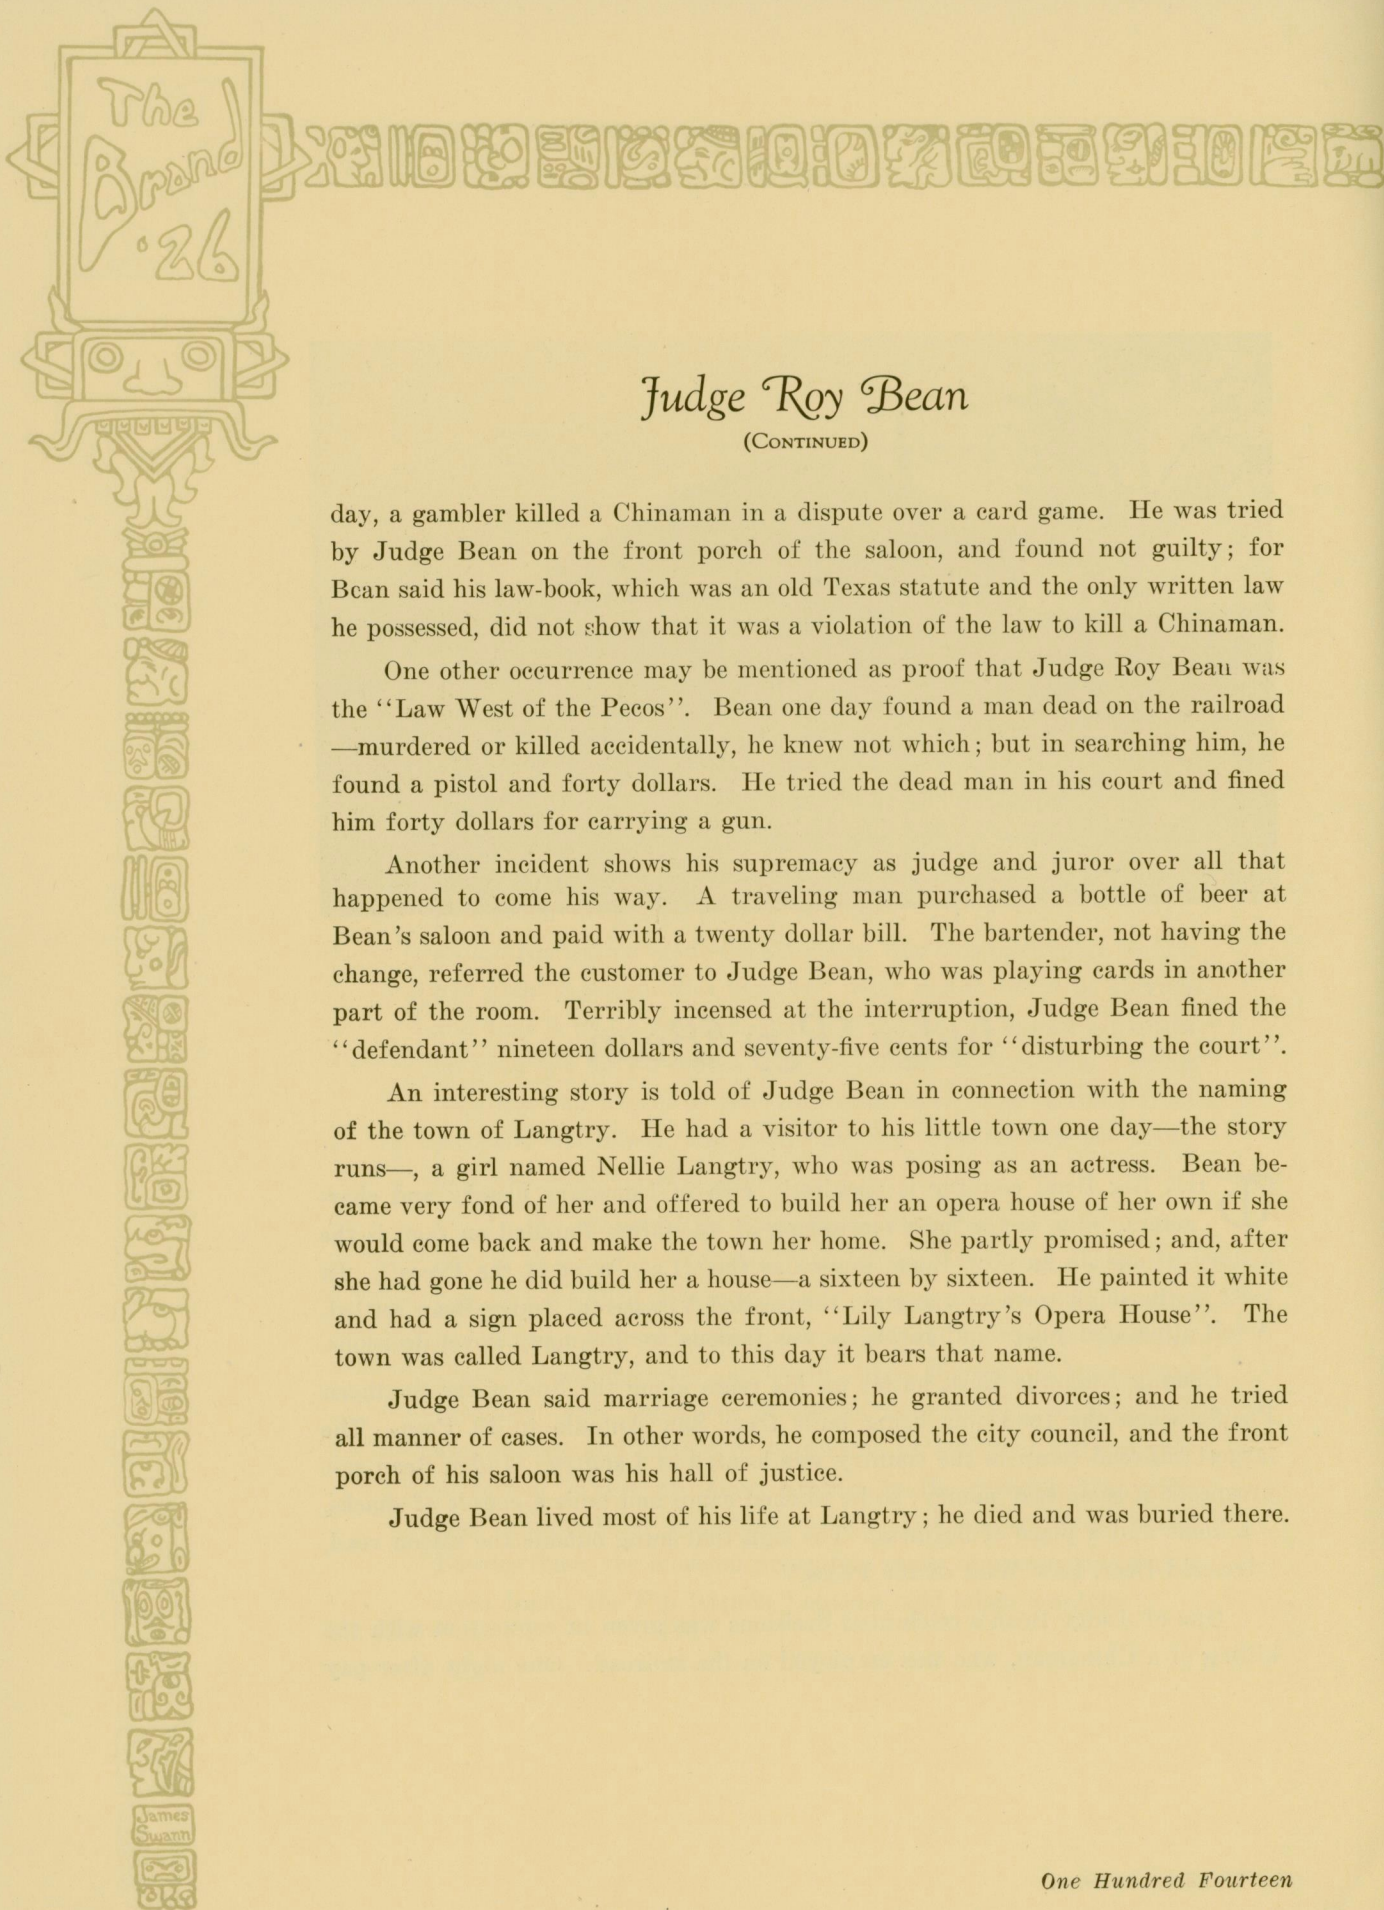 The
Brand
'26
Judge Roy Bean
(CONTINUED)
day, a gambler killed a Chinaman in a dispute over a card game. He was tried
by Judge Bean on the front porch of the saloon, and found not guilty; for
Bean said his law-book, which was an old Texas statute and the only written law
he possessed, did not show that it was a violation of the law to kill a Chinaman.
One other occurrence may be mentioned as proof that Judge Roy Bean was
the ‘‘Law West of the Pecos’’. Bean one day found a man dead on the railroad
—murdered or killed accidentally, he knew not which; but in searching him, he
found a pistol and forty dollars. He tried the dead man in his court and fined
him forty dollars for carrying a gun.
Another incident shows his supremacy as judge and juror over all that
happened to come his way. A traveling man purchased a bottle of beer at
Bean's saloon and paid with a twenty dollar bill. The bartender, not having the
change, referred the customer to Judge Bean, who was playing cards in another
part of the room. Terribly incensed at the interruption, Judge Bean fined the
‘‘defendant’’ nineteen dollars and seventy-five cents for ‘‘disturbing the court’’.
An interesting story is told of Judge Bean in connection with the naming
of the town of Langtry. He had a visitor to his little town one day—the story
runs—, a girl named Nellie Langtry, who was posing as an actress. Bean be-
came very fond of her and offered to build her an opera house of her own if she
would come back and make the town her home. She partly promised; and, after
she had gone he did build her a house—a sixteen by sixteen. He painted it white
and had a sign placed across the front, ‘‘Lily Langtry's Opera House’’. The
town was called Langtry, and to this day it bears that name.
Judge Bean said marriage ceremonies; he granted divorces; and he tried
all manner of cases. In other words, he composed the city council, and the front
porch of his saloon was his hall of justice.
Judge Bean lived most of his life at Langtry; he died and was buried there.
James
Swann
One Hundred Fourteen